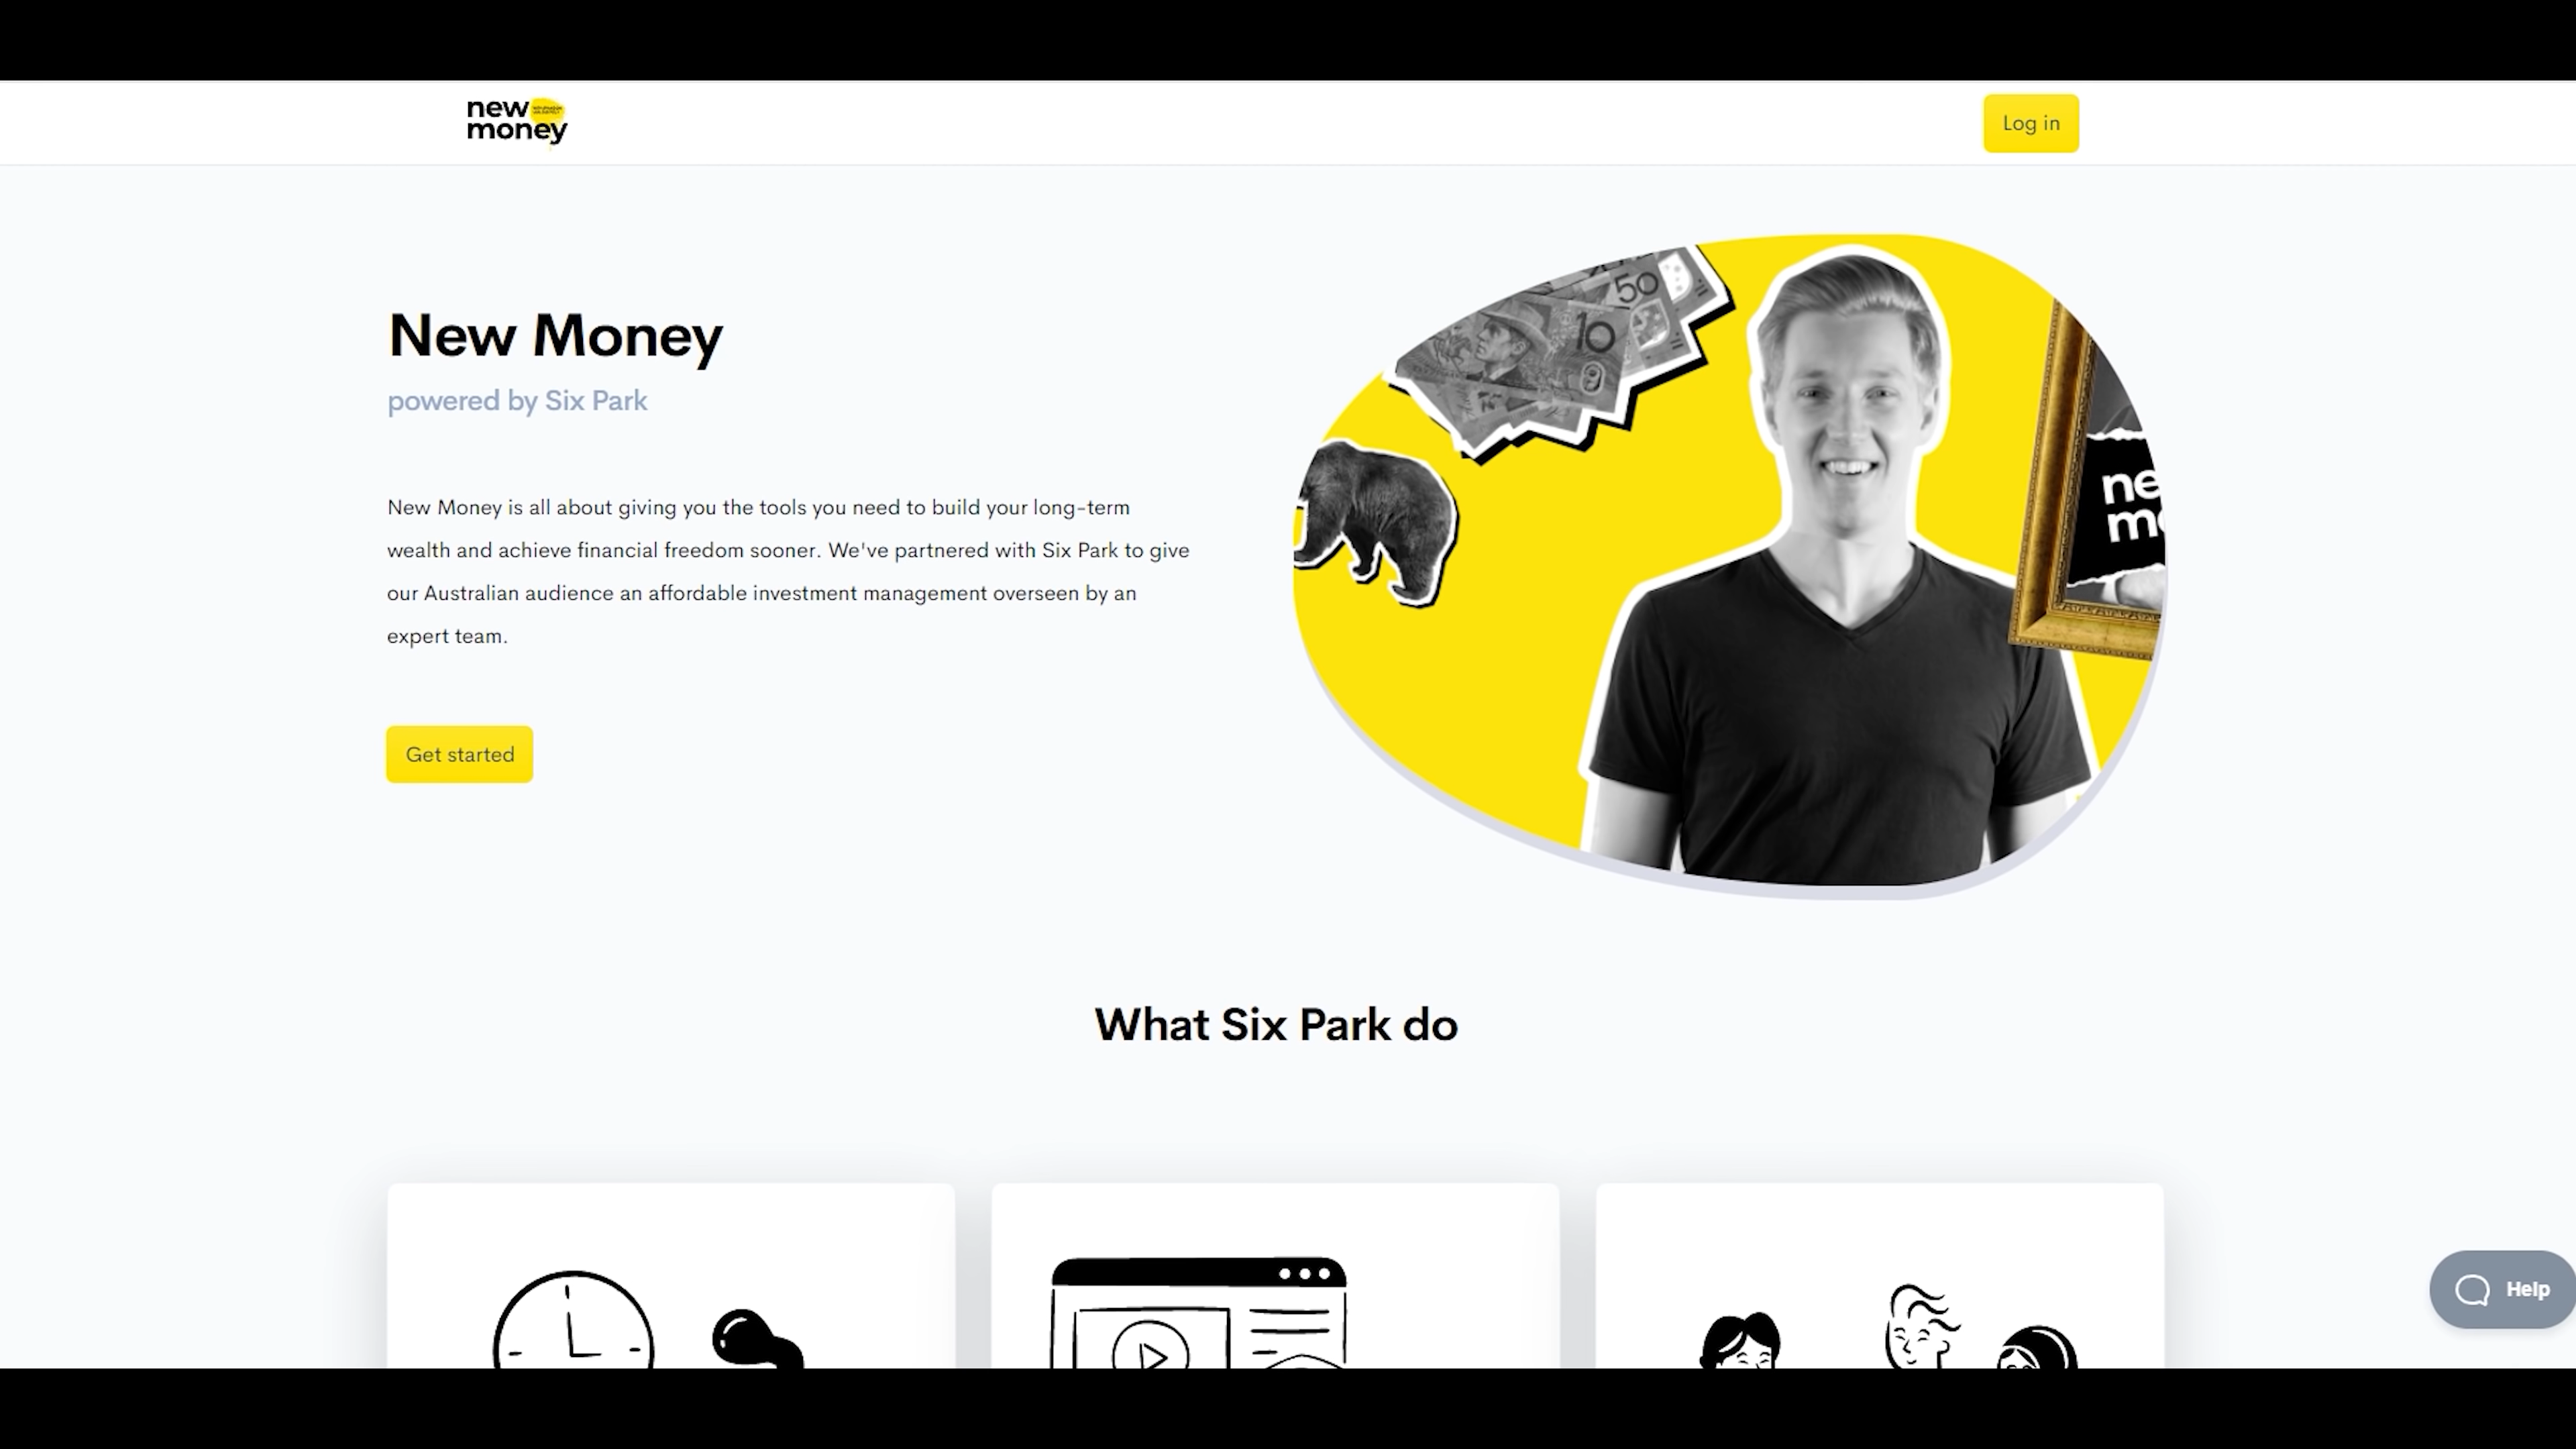 new
money
Log in
New Money
powered by Six Park
New Money is all about giving you the tools you need to build your long-term
wealth and achieve financial freedom sooner. We've partnered with Six Park to give
our Australian audience an affordable investment management overseen by an
expert team.
Get started
50
10
ne
mo
What Six Park do
Help